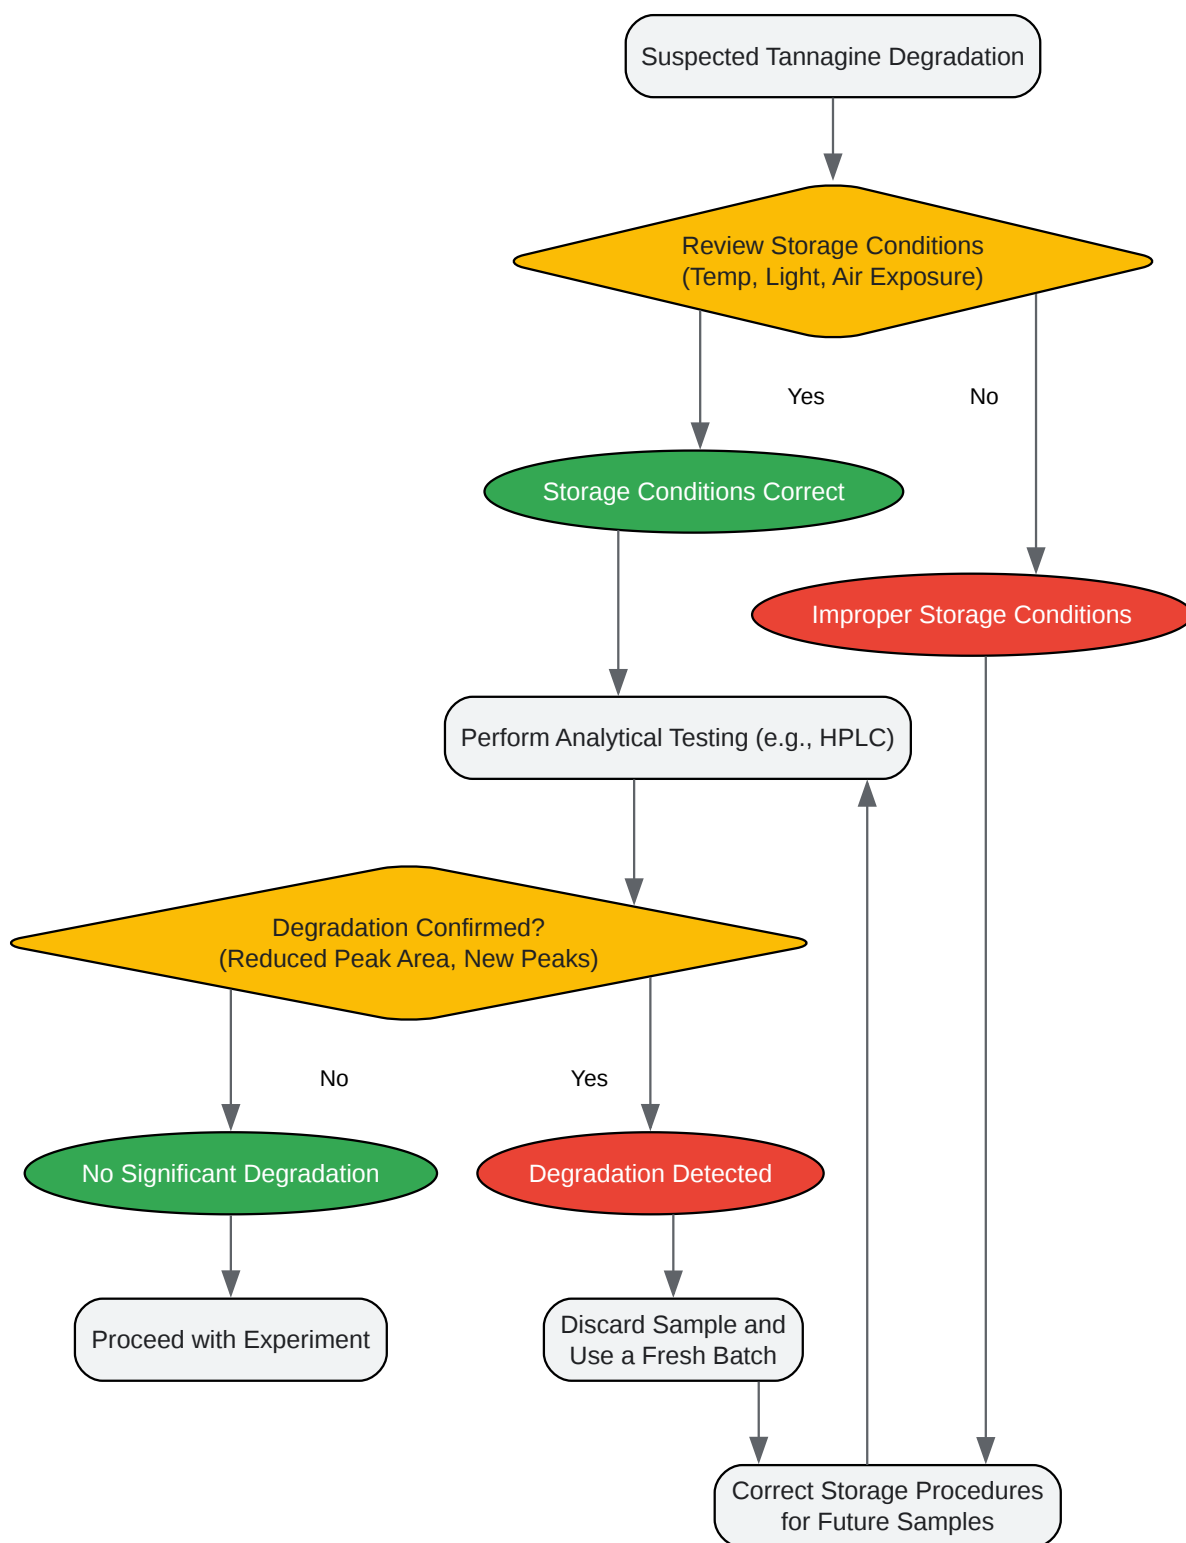 Suspected Tannagine Degradation
Review Storage Conditions
(Temp, Light, Air Exposure)
Yes
No
Storage Conditions Correct
Improper Storage Conditions
Perform Analytical Testing (e.g., HPLC)
Degradation Confirmed?
(Reduced Peak Area, New Peaks)
No
Yes
No Significant Degradation
Degradation Detected
Proceed with Experiment
Discard Sample and
Use a Fresh Batch
Correct Storage Procedures
for Future Samples